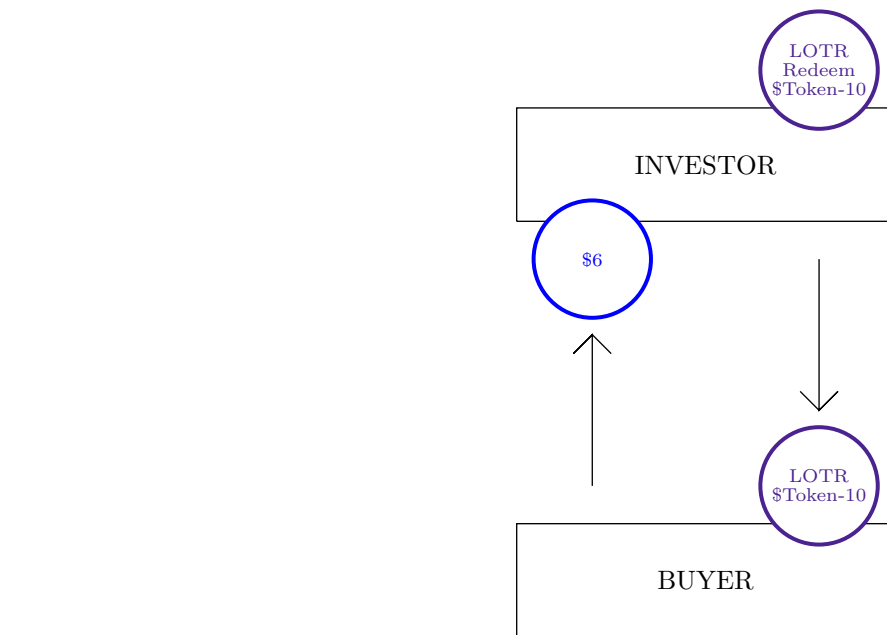 LOTR
Redeem
$Token-10
INVESTOR
$6
LOTR
$Token-10
BUYER